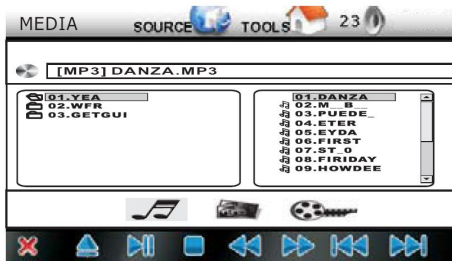 MEDIA SOURCE TOOLS 23
[MP3] DANZA.MP3
01.YEA
02.WFR
03.GETGUI
01.DANZA
02.M__B__
03.PUEDE_
04.ETER
05.EYDA
06.FIRST
07.ST_0
08.FIRIDAY
09.HOWDEE